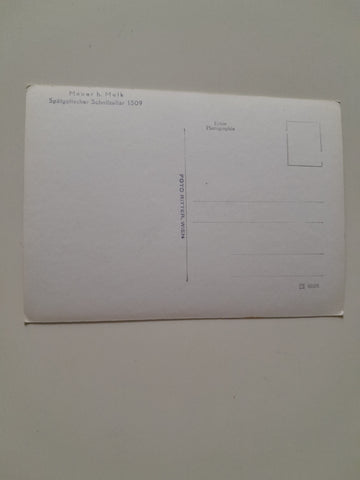 Mauer b. Melk
Spätgotischer Schnitzaltar 1509
Echte
Photographie
FOTO RITTER, WIEN